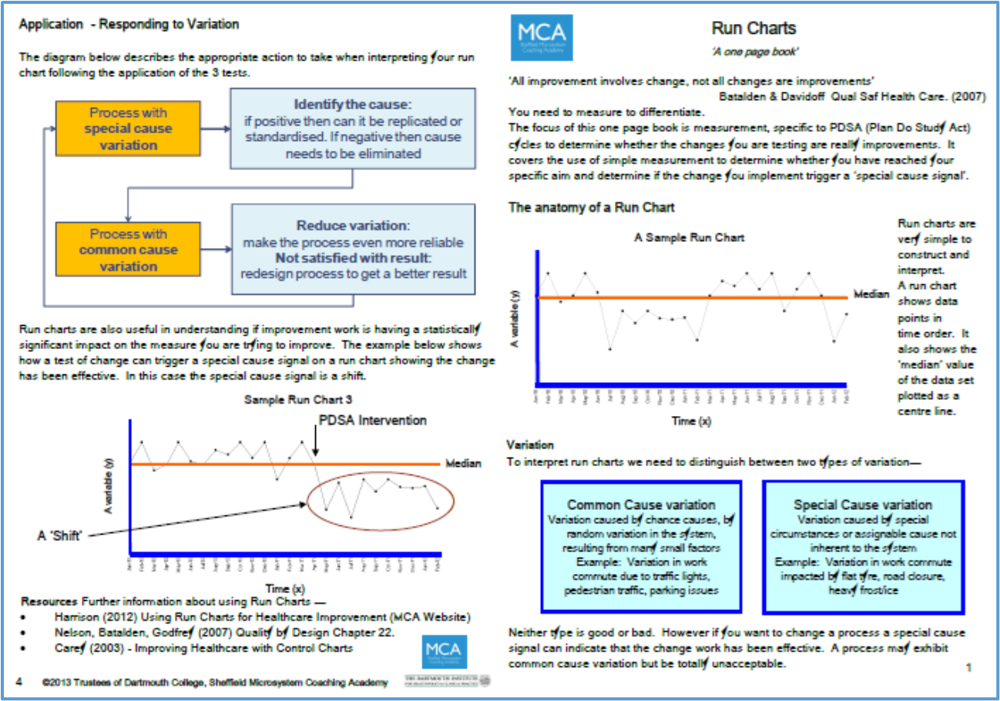 Application - Responding to Variation
The diagram below describes the appropriate action to take when interpreting your run
chart following the application of the 3 tests.
Process with
special cause
variation
Identify the cause:
if positive then can it be replicated or
standardised. If negative then cause
needs to be eliminated
Process with
common cause
variation
Reduce variation:
make the process even more reliable
Not satisfied with result:
redesign process to get a better result
Run charts are also useful in understanding if improvement work is having a statistically
significant impact on the measure you are trying to improve. The example below shows
how a test of change can trigger a special cause signal on a run chart showing the change
has been effective. In this case the special cause signal is a shift.
Sample Run Chart 3
PDSA Intervention
Median
A variable (y)
A 'Shift'
Time (x)
Resources Further information about using Run Charts —
• Harrison (2012) Using Run Charts for Healthcare Improvement (MCA Website)
• Nelson, Batalden, Godfrey (2007) Quality by Design Chapter 22.
• Carey (2003) - Improving Healthcare with Control Charts
MCA
Sheffield Microsystem
Coaching Academy
4 ©2013 Trustees of Dartmouth College, Sheffield Microsystem Coaching Academy
THE DARTMOUTH INSTITUTE
MCA
Sheffield Microsystem
Coaching Academy
Run Charts
'A one page book'
'All improvement involves change, not all changes are improvements'
Batalden & Davidoff Qual Saf Health Care. (2007)
You need to measure to differentiate.
The focus of this one page book is measurement, specific to PDSA (Plan Do Study Act)
cycles to determine whether the changes you are testing are really improvements. It
covers the use of simple measurement to determine whether you have reached your
specific aim and determine if the change you implement trigger a 'special cause signal'.
The anatomy of a Run Chart
A Sample Run Chart
Median
A variable (y)
Time (x)
Run charts are
very simple to
construct and
interpret.
A run chart
shows data
points in
time order. It
also shows the
'median' value
of the data set
plotted as a
centre line.
Variation
To interpret run charts we need to distinguish between two types of variation—
Common Cause variation
Variation caused by chance causes, by
random variation in the system,
resulting from many small factors
Example: Variation in work
commute due to traffic lights,
pedestrian traffic, parking issues
Special Cause variation
Variation caused by special
circumstances or assignable cause not
inherent to the system
Example: Variation in work commute
impacted by flat tyre, road closure,
heavy frost/ice
Neither type is good or bad. However if you want to change a process a special cause
signal can indicate that the change work has been effective. A process may exhibit
common cause variation but be totally unacceptable.
1